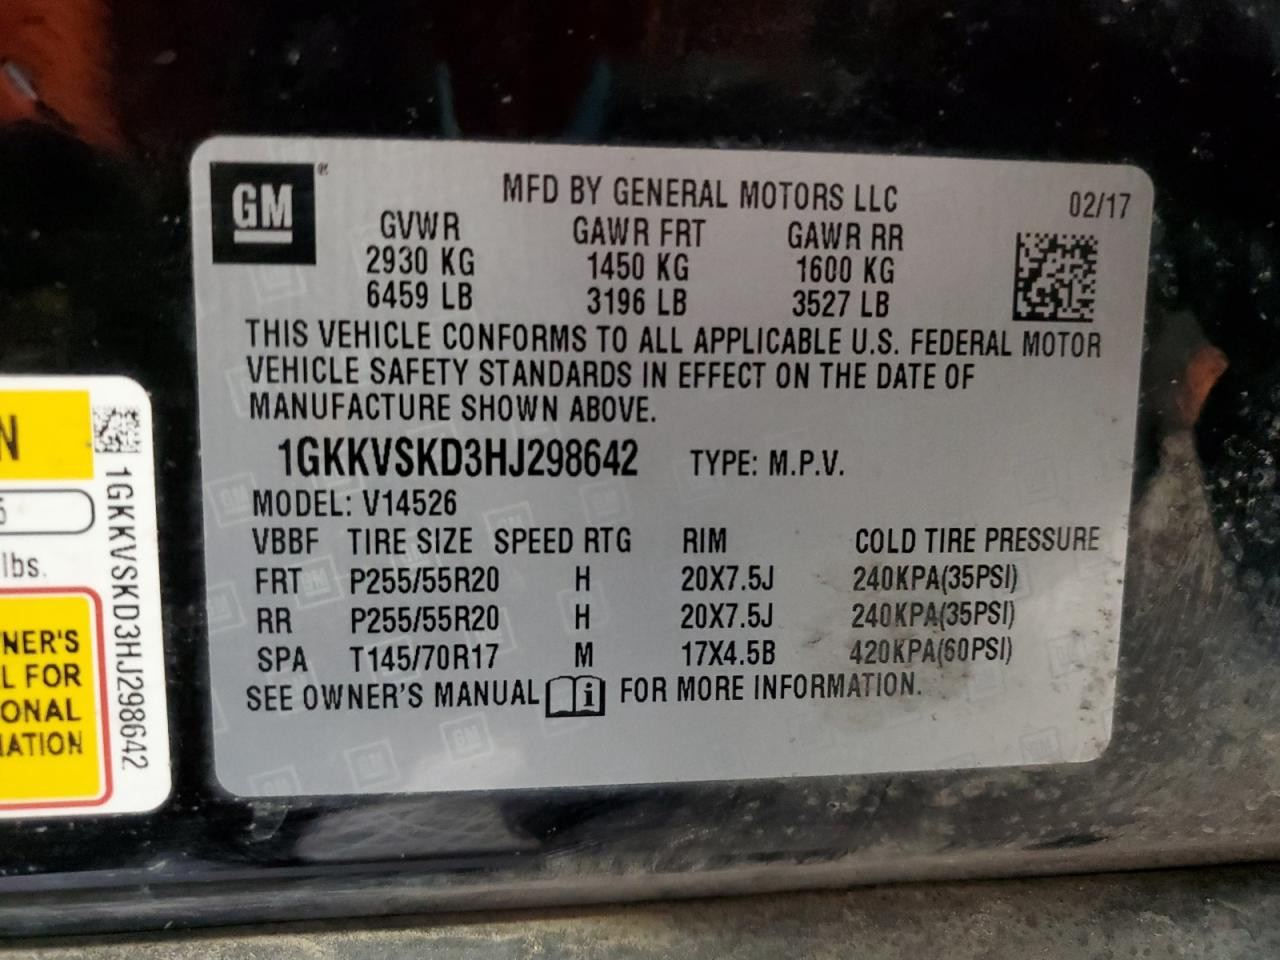 GM
®
MFD BY GENERAL MOTORS LLC
02/17
GVWR GAWR FRT GAWR RR
2930 KG 1450 KG 1600 KG
6459 LB 3196 LB 3527 LB
THIS VEHICLE CONFORMS TO ALL APPLICABLE U.S. FEDERAL MOTOR
VEHICLE SAFETY STANDARDS IN EFFECT ON THE DATE OF
MANUFACTURE SHOWN ABOVE.
1GKKVSKD3HJ298642 TYPE: M.P.V.
MODEL: V14526
VBBF TIRE SIZE SPEED RTG RIM COLD TIRE PRESSURE
FRT P255/55R20 H 20X7.5J 240KPA(35PSI)
RR P255/55R20 H 20X7.5J 240KPA(35PSI)
SPA T145/70R17 M 17X4.5B 420KPA(60PSI)
SEE OWNER'S MANUAL i FOR MORE INFORMATION.
N
lbs.
NER'S
L FOR
ONAL
ATION
1GKKVSKD3HJ298642